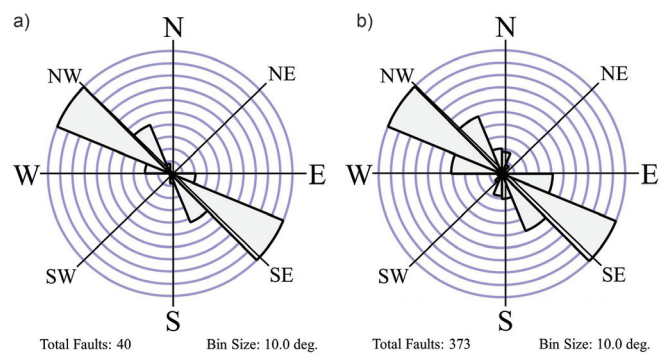 a) N b) N
NW NE NW NE
W E W E
SW SE SW SE
S S
Total Faults: 40 Bin Size: 10.0 deg. Total Faults: 373 Bin Size: 10.0 deg.